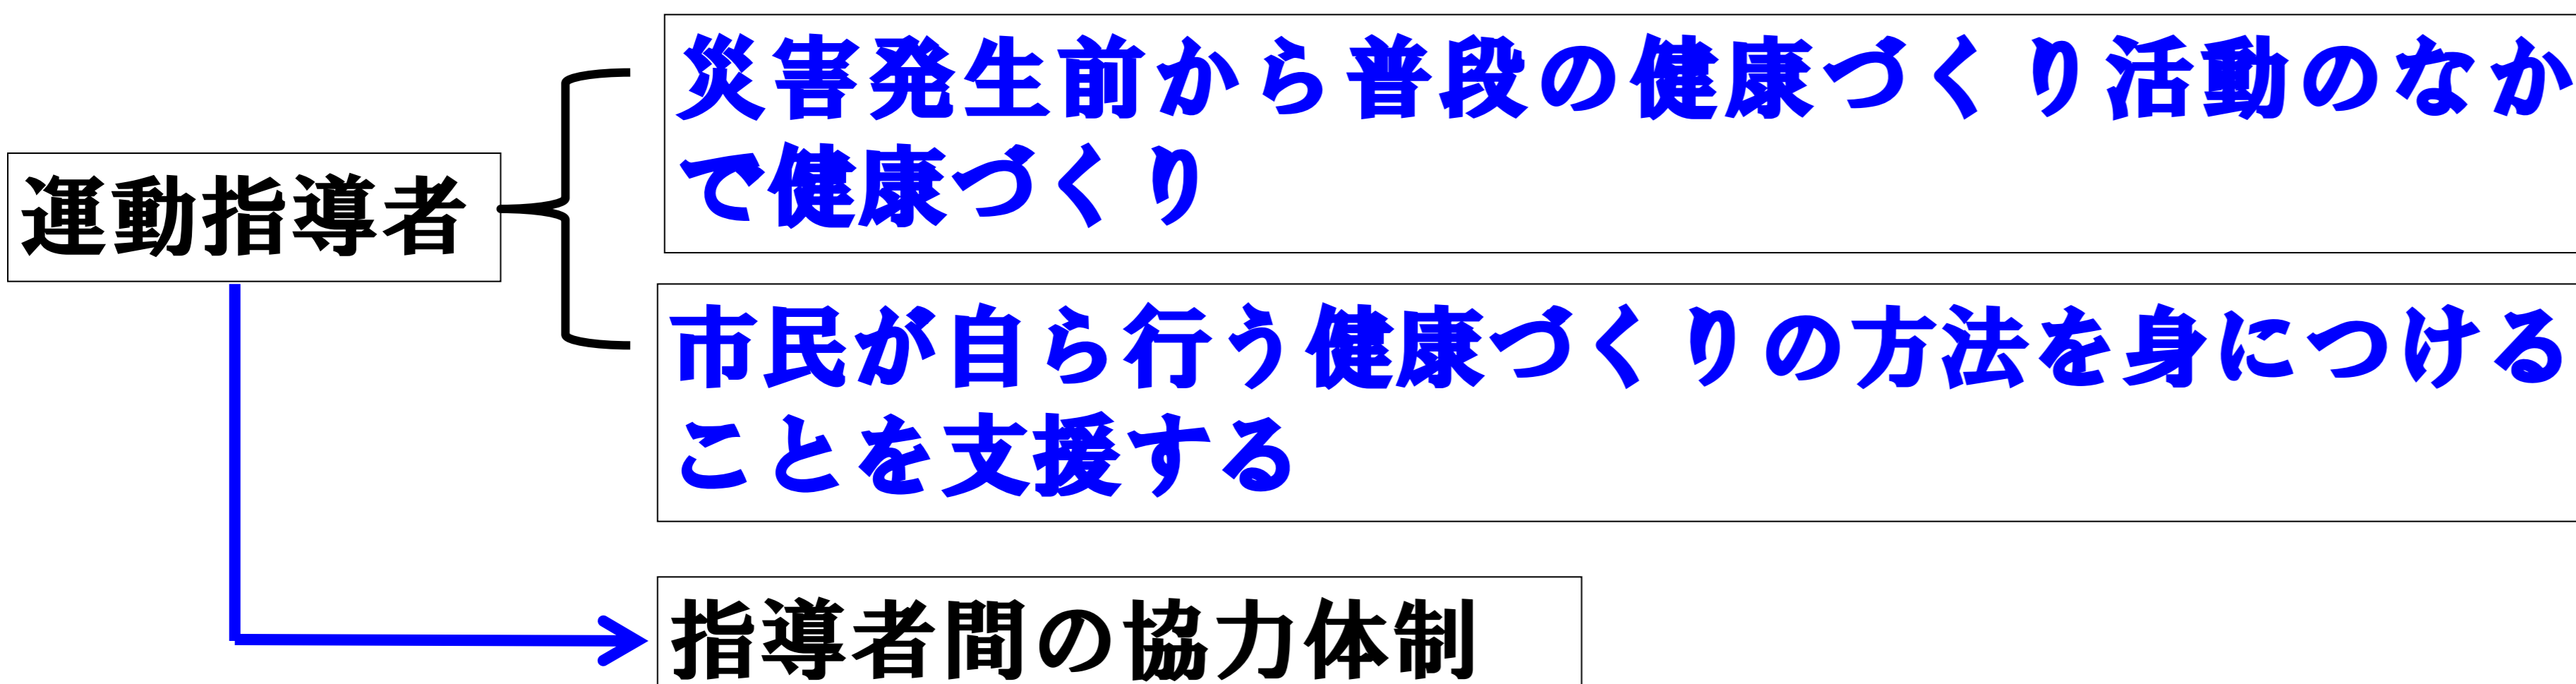 災害発生前から普段の健康づくり活動のなか
で健康づくり
運動指導者
市民が自ら行う健康づくりの方法を身につける
ことを支援する
指導者間の協力体制